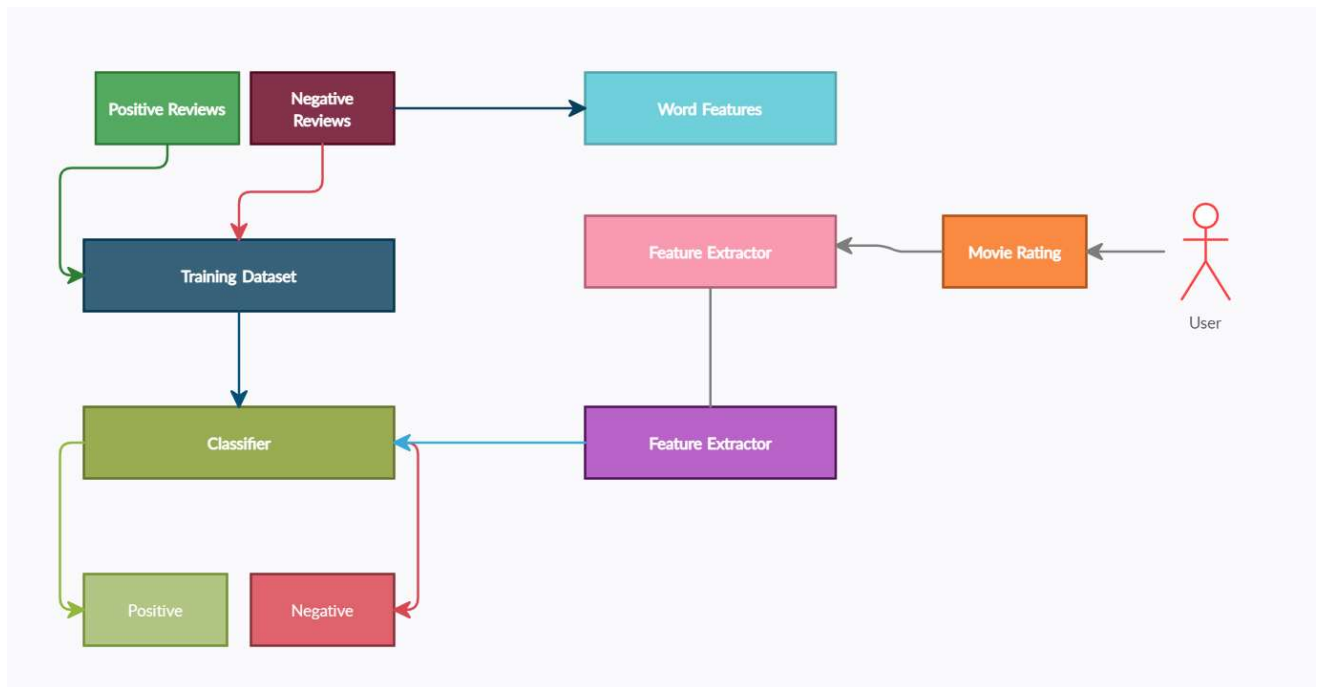 Positive Reviews
Negative
Reviews
Word Features
Feature Extractor
Movie Rating
User
Training Dataset
Classifier
Feature Extractor
Positive
Negative